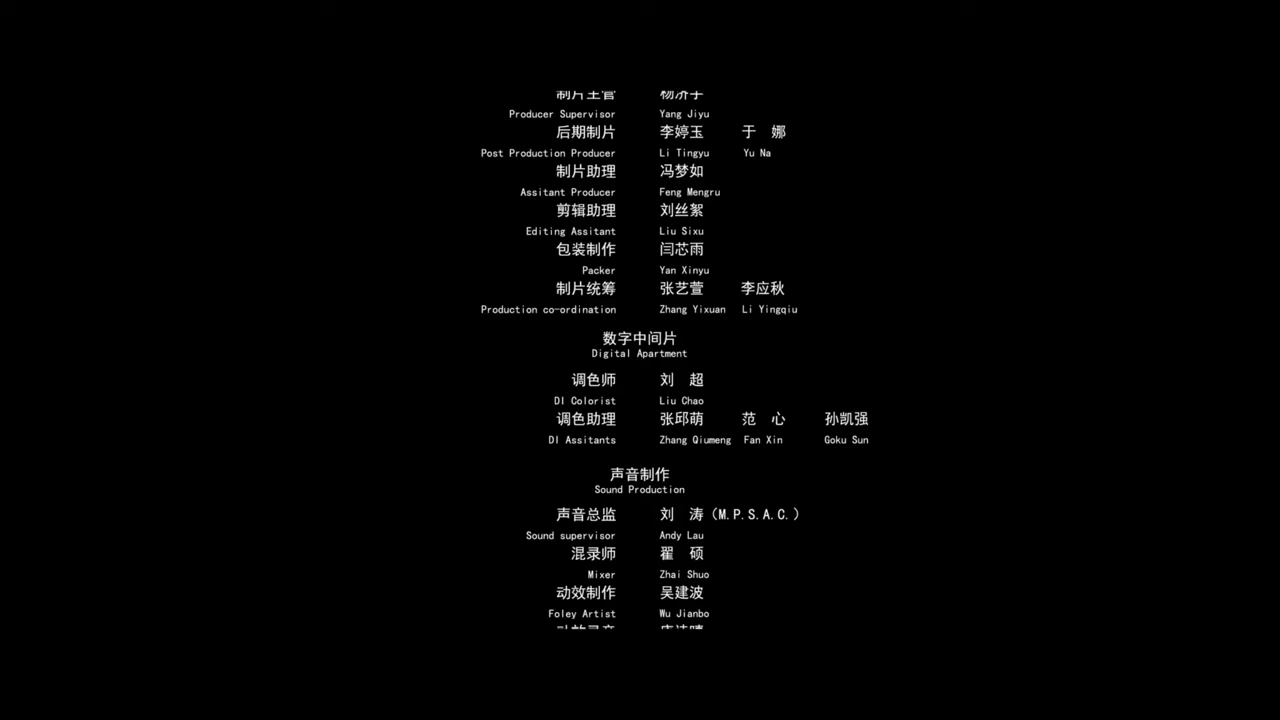 制片主管 杨济宇
Producer Supervisor Yang Jiyu
后期制片 李婷玉 于 娜
Post Production Producer Li Tingyu Yu Na
制片助理 冯梦如
Assitant Producer Feng Mengru
剪辑助理 刘丝絮
Editing Assitant Liu Sixu
包装制作 闫芯雨
Packer Yan Xinyu
制片统筹 张艺萱 李应秋
Production co-ordination Zhang Yixuan Li Yingqiu
数字中间片
Digital Apartment
调色师 刘 超
DI Colorist Liu Chao
调色助理 张邱萌 范 心 孙凯强
DI Assitants Zhang Qiumeng Fan Xin Goku Sun
声音制作
Sound Production
声音总监 刘 涛（M.P.S.A.C.）
Sound supervisor Andy Lau
混录师 翟 硕
Mixer Zhai Shuo
动效制作 吴建波
Foley Artist Wu Jianbo